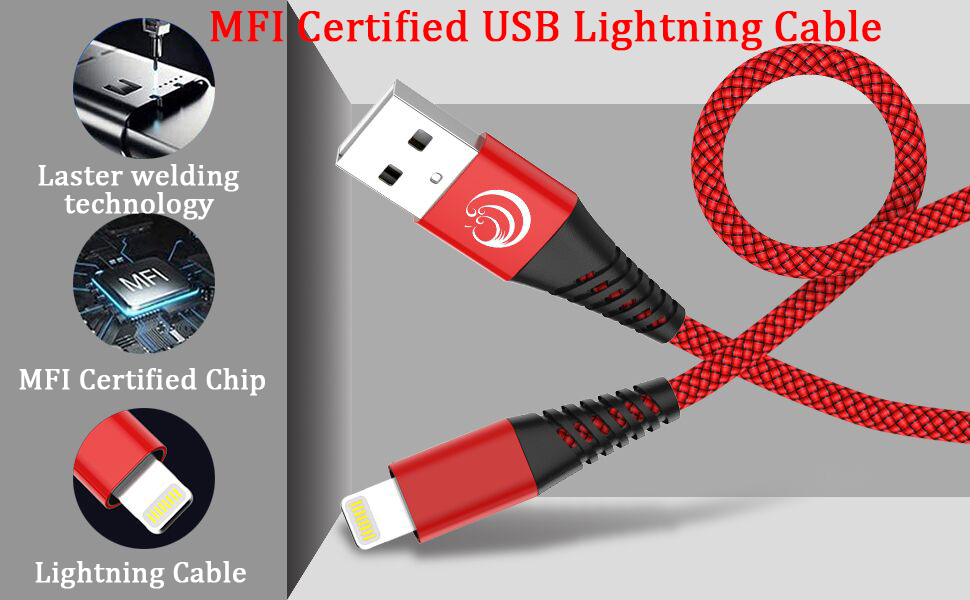 MFI Certified USB Lightning Cable
Laster welding
technology
MFI
MFI Certified Chip
Lightning Cable